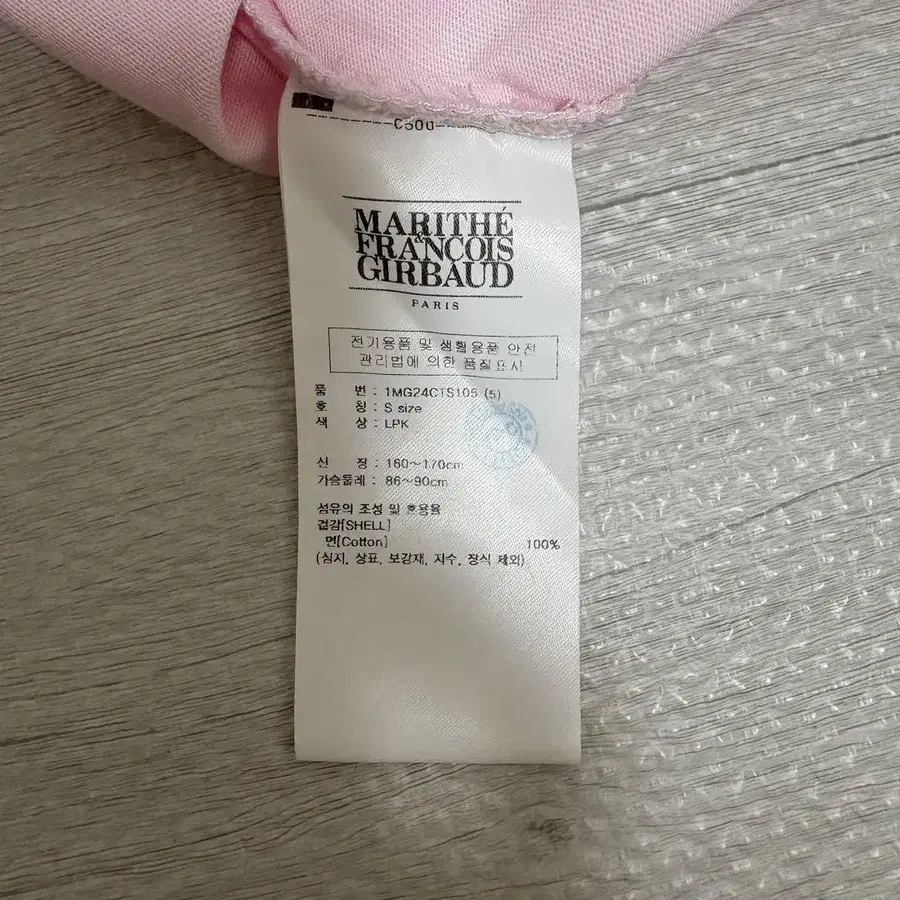 MARITHÉ
&
FRANCOIS
GIRBAUD
PARIS
전기용품 및 생활용품 안전
관리법에 의한 품질표시
품 번 : 1MG24CTS105 (5)
호 칭 : S size
색 상 : LPK
신 장 : 160~170cm
가슴둘레 : 86~90cm
섬유의 조성 및 혼용율
겉감[SHELL]
면[Cotton] 100%
(심지, 상표, 보강재, 자수, 장식 제외)